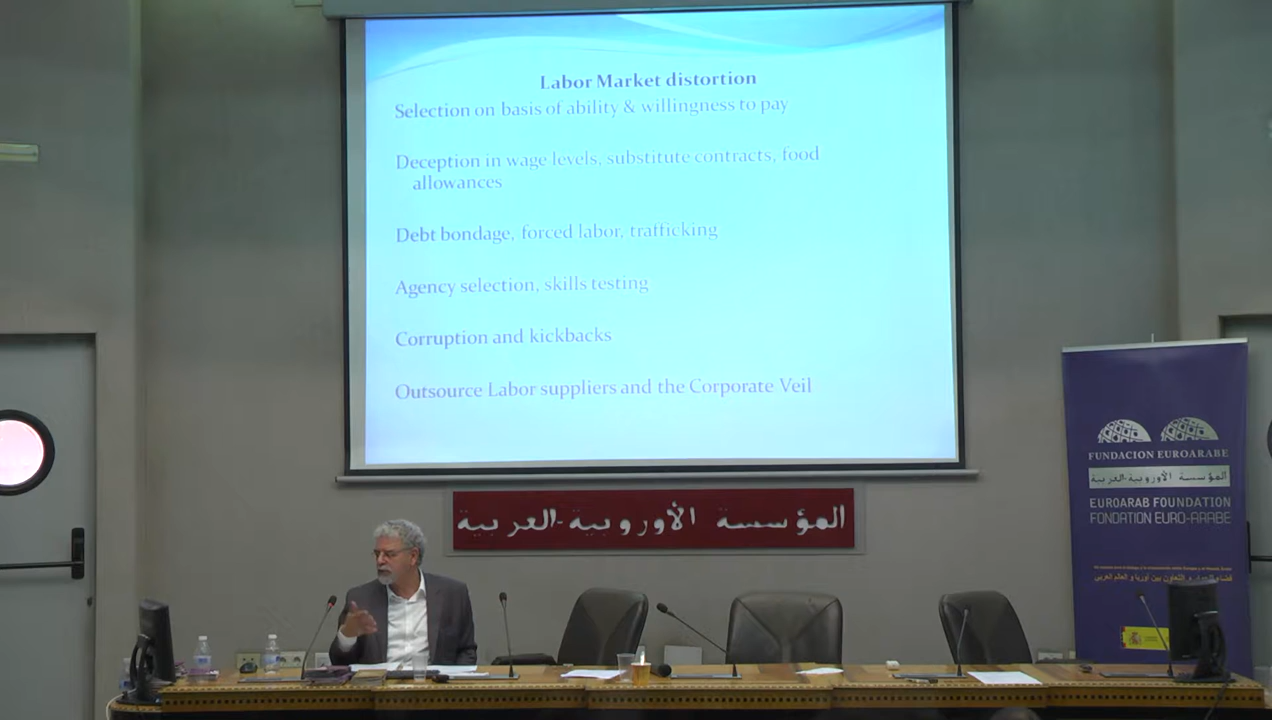 Labor Market distortion
Selection on basis of ability & willingness to pay
Deception in wage levels, substitute contracts, food
allowances
Debt bondage, forced labor, trafficking
Agency selection, skills testing
Corruption and kickbacks
Outsource Labor suppliers and the Corporate Veil
المؤسسة الأوروبية-العربية
FUNDACION EUROARABE
المؤسسة الأوروبية-العربية
EUROARAB FOUNDATION
FONDATION EURO-ARABE